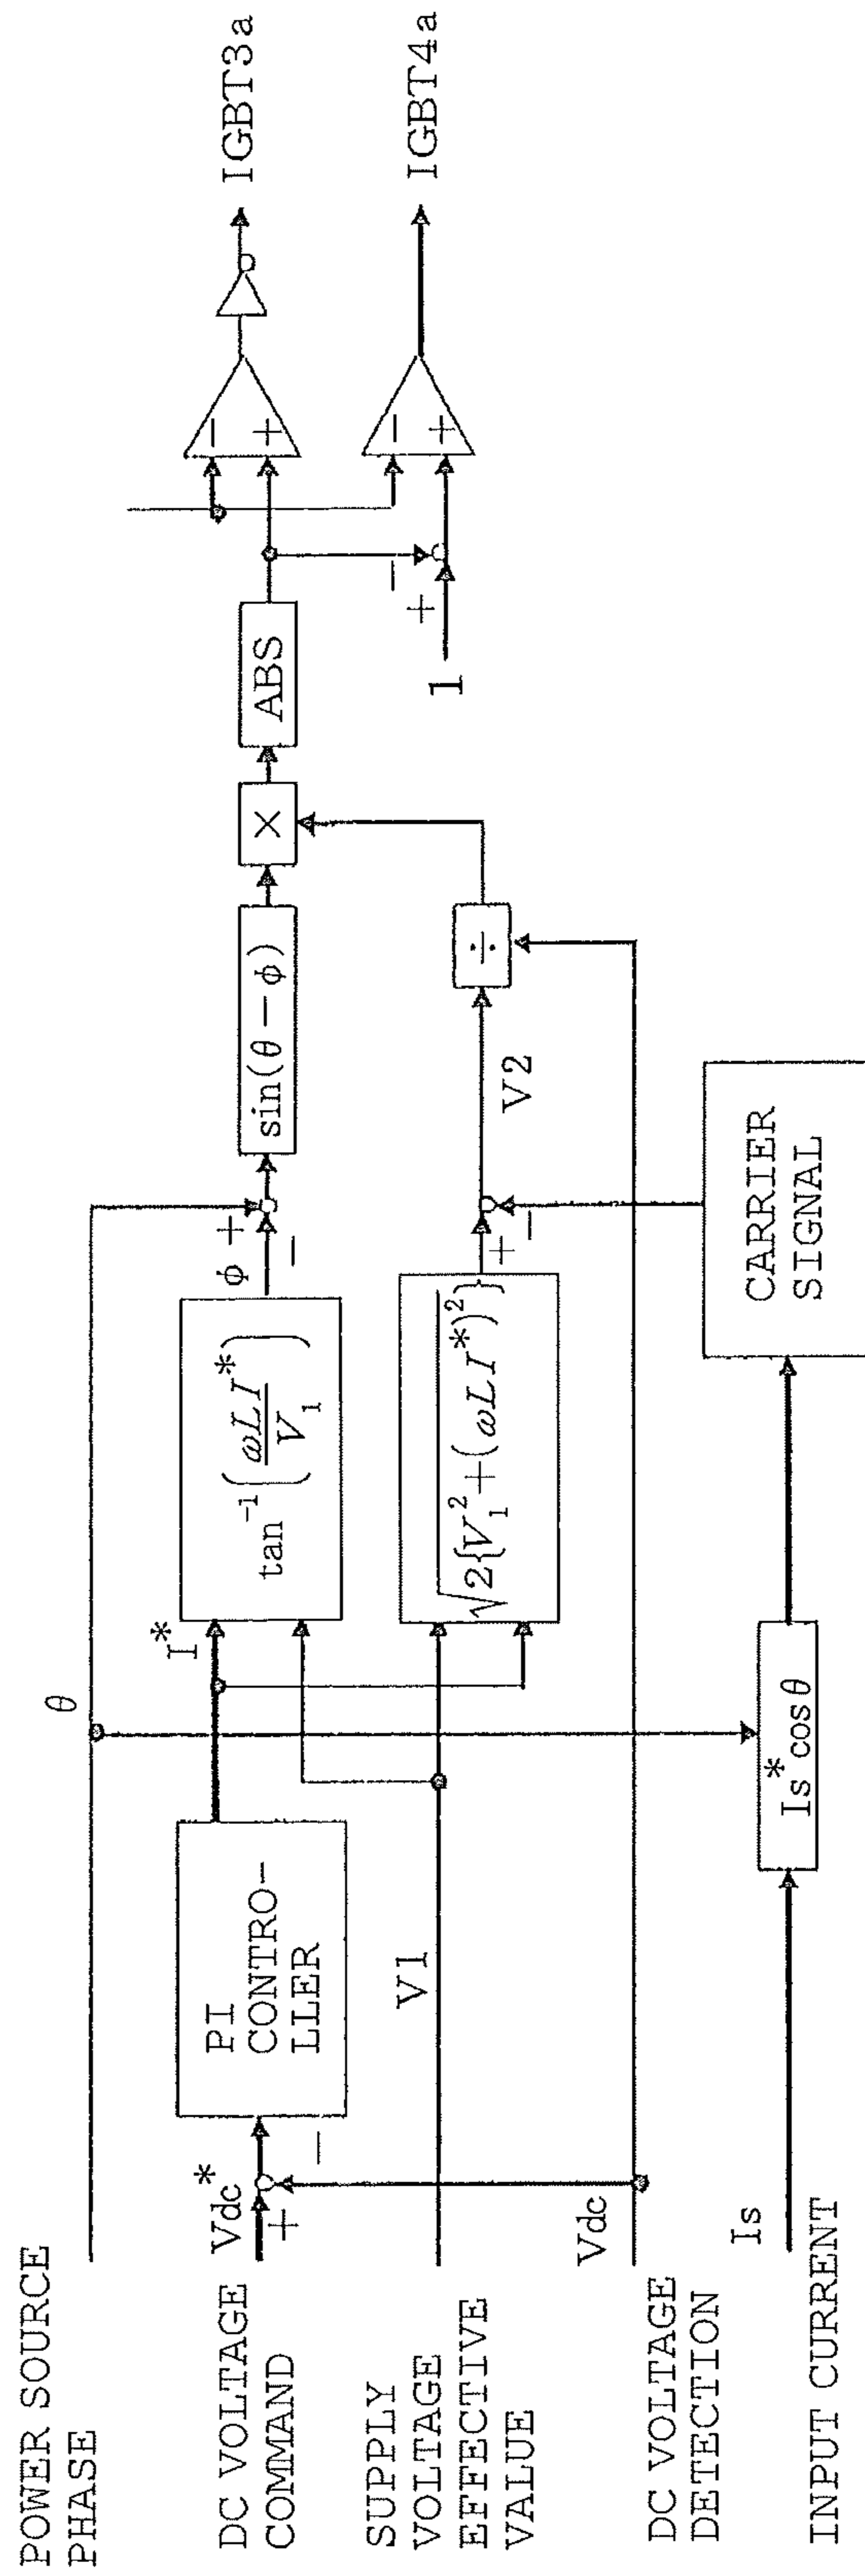 POWER SOURCE
PHASE
θ
DC VOLTAGE
COMMAND
Vdc*
+
−
PI
CONTRO-
LLER
I*
tan⁻¹(ωLI*/V₁)
ϕ
+
−
sin(θ−ϕ)
×
ABS
−
+
IGBT3a
SUPPLY
VOLTAGE
EFFECTIVE
VALUE
V1
√2{V₁²+(ωLI*)²}
+
−
V2
÷
1
+
−
−
+
IGBT4a
DC VOLTAGE
DETECTION
Vdc
INPUT CURRENT
Is
Is*cosθ
CARRIER
SIGNAL